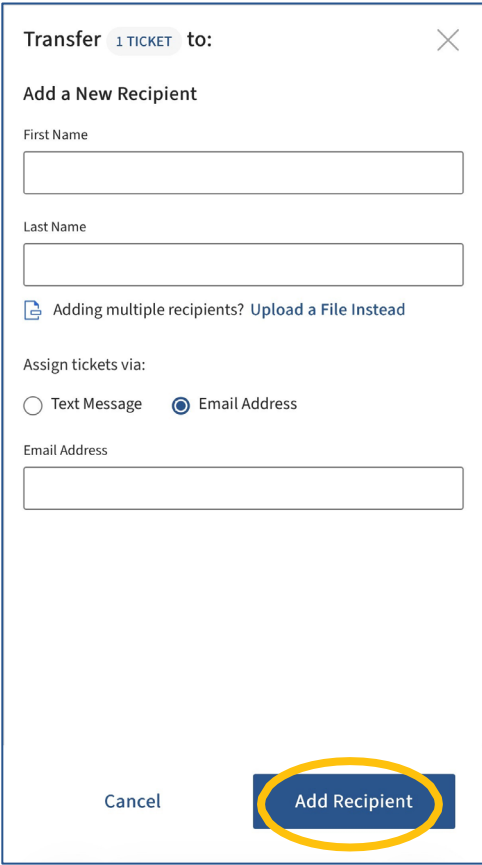 Transfer 1 TICKET to:
Add a New Recipient
First Name
Last Name
Adding multiple recipients? Upload a File Instead
Assign tickets via:
Text Message Email Address
Email Address
Cancel Add Recipient